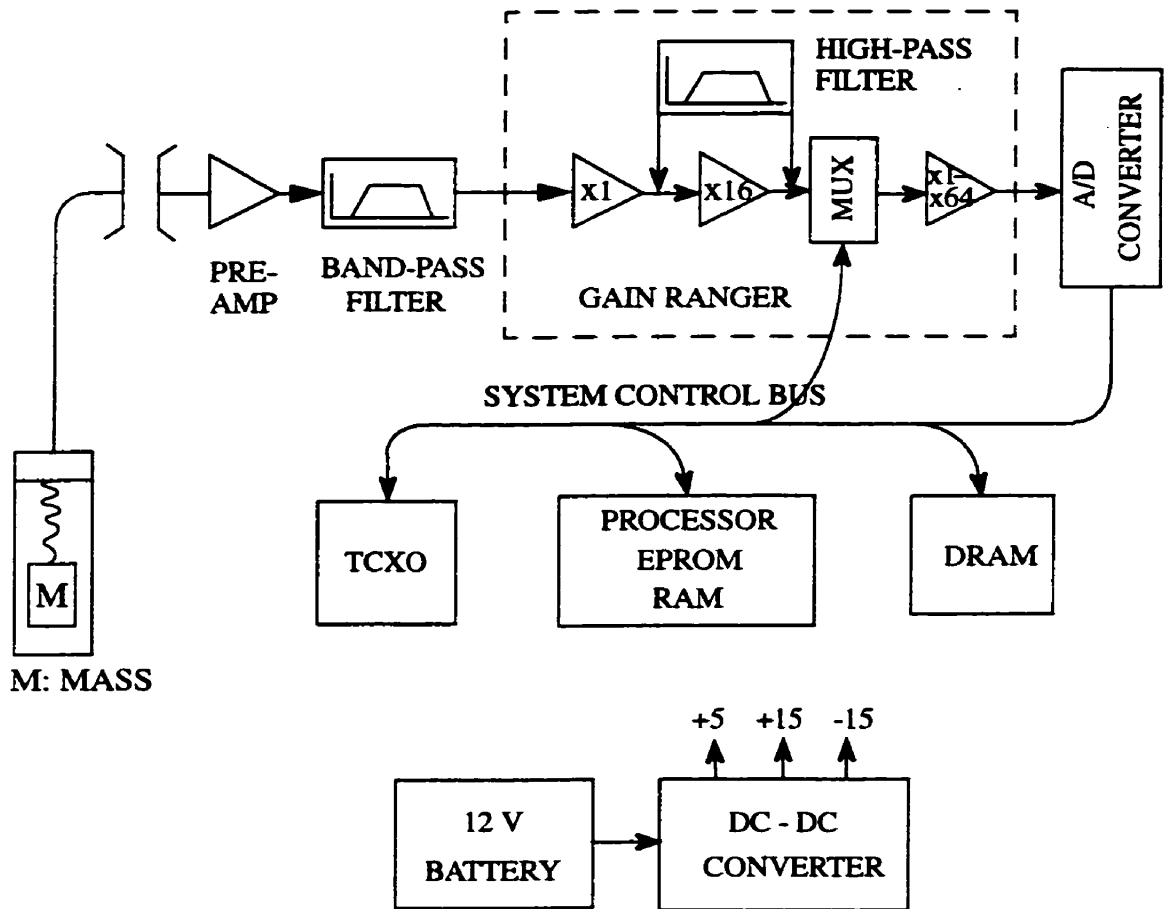 HIGH-PASS
FILTER
x1
x16
MUX
x1-
x64
A/D
CONVERTER
PRE-
AMP
BAND-PASS
FILTER
GAIN RANGER
SYSTEM CONTROL BUS
TCXO
PROCESSOR
EPROM
RAM
DRAM
M
M: MASS
+5 +15 -15
12 V
BATTERY
DC - DC
CONVERTER